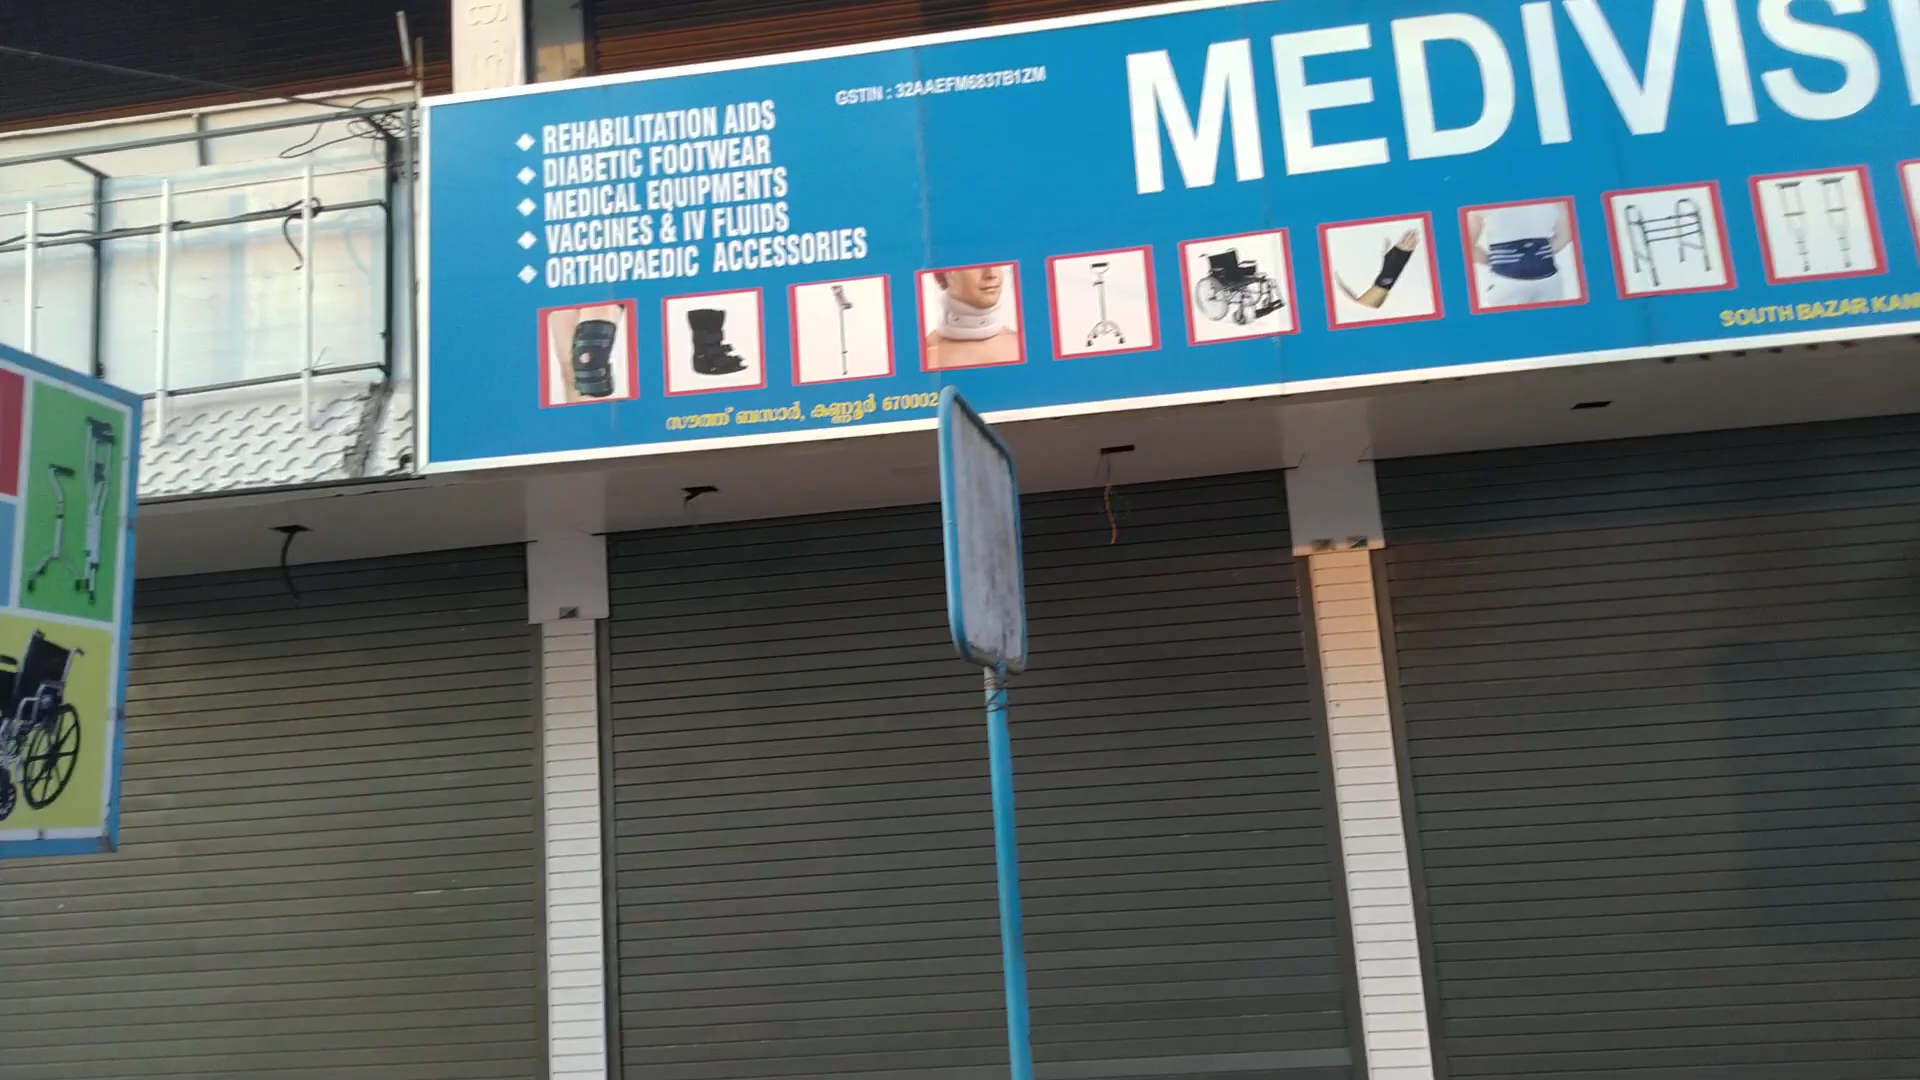 GSTIN : 32AAEFM6837B1ZM
MEDIVIS
REHABILITATION AIDS
DIABETIC FOOTWEAR
MEDICAL EQUIPMENTS
VACCINES & IV FLUIDS
ORTHOPAEDIC ACCESSORIES
SOUTH BAZAR KAN
സൗത്ത് ബസാർ, കണ്ണൂർ 670002